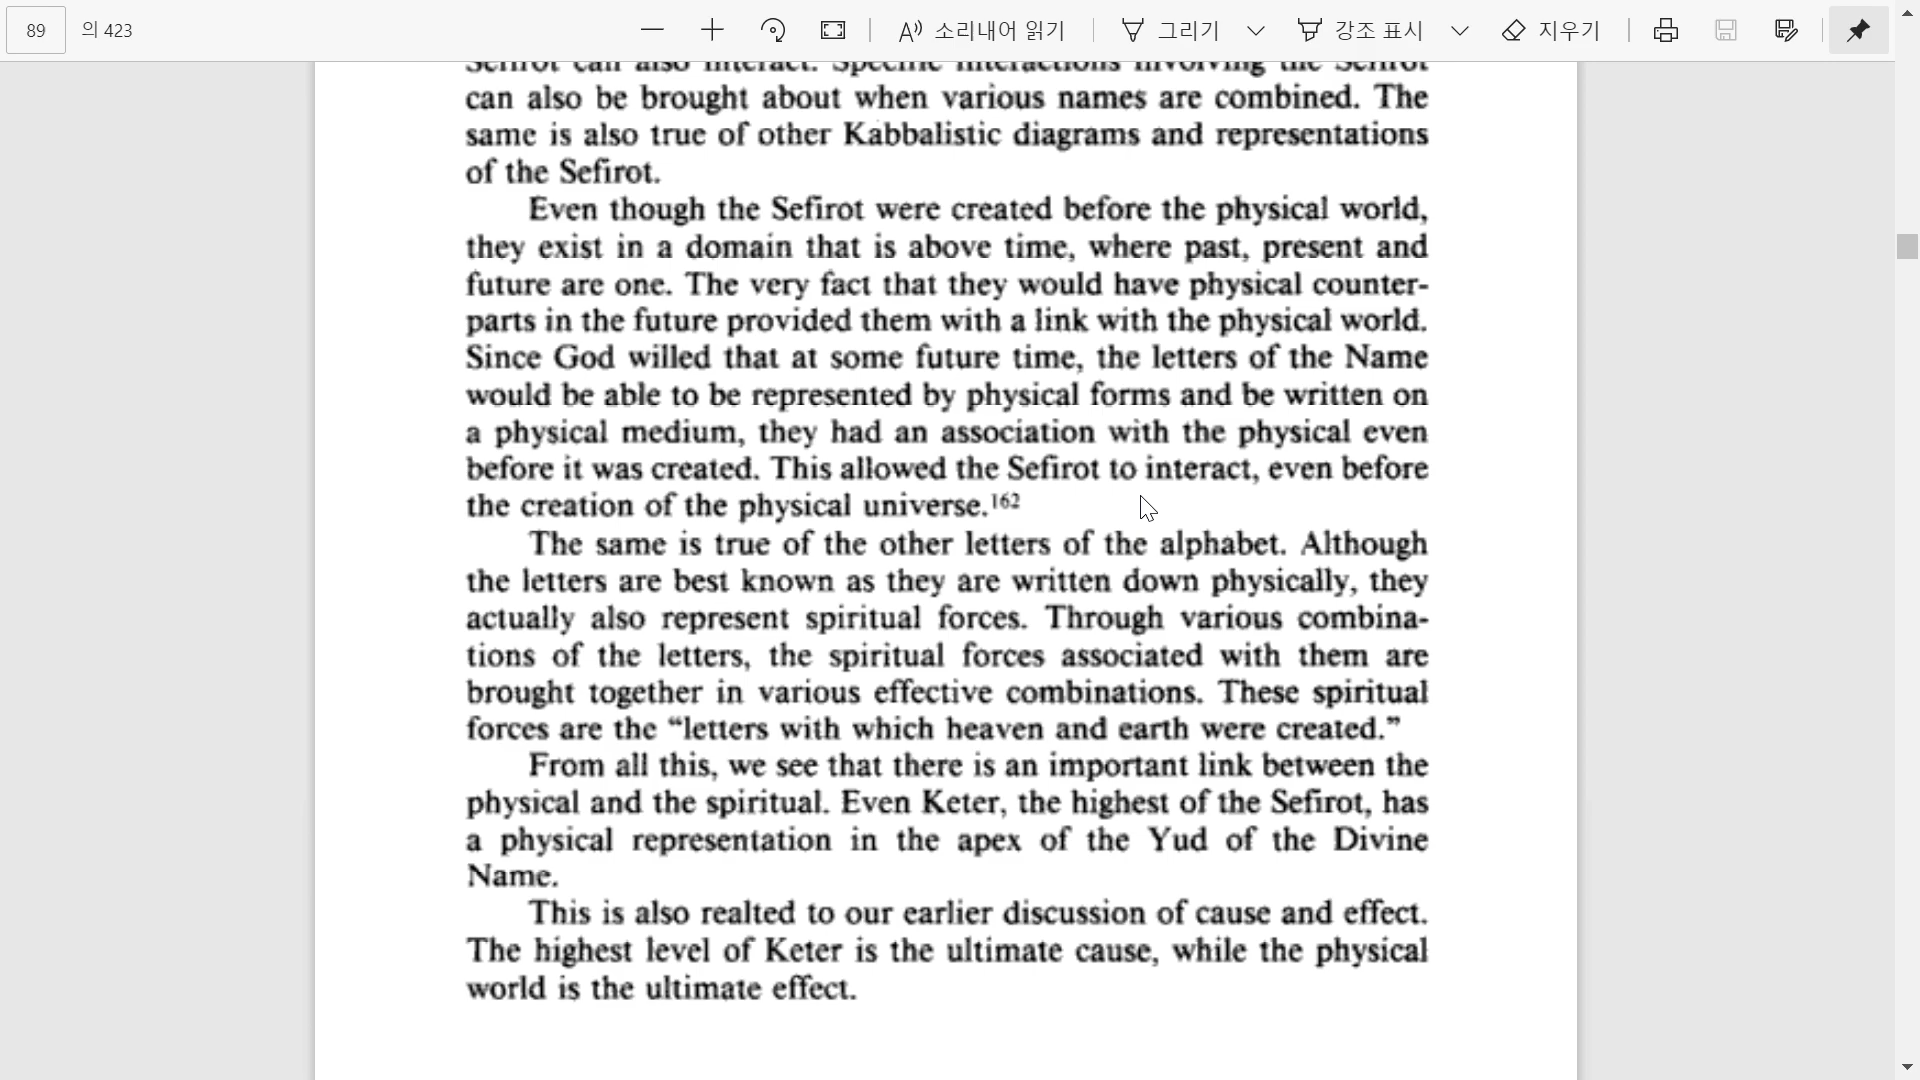 89 의 423 소리내어 읽기 그리기 강조 표시 지우기
Sefirot can also interact. Specific interactions involving the Sefirot
can also be brought about when various names are combined. The
same is also true of other Kabbalistic diagrams and representations
of the Sefirot.
Even though the Sefirot were created before the physical world,
they exist in a domain that is above time, where past, present and
future are one. The very fact that they would have physical counter-
parts in the future provided them with a link with the physical world.
Since God willed that at some future time, the letters of the Name
would be able to be represented by physical forms and be written on
a physical medium, they had an association with the physical even
before it was created. This allowed the Sefirot to interact, even before
the creation of the physical universe.¹⁶²
The same is true of the other letters of the alphabet. Although
the letters are best known as they are written down physically, they
actually also represent spiritual forces. Through various combina-
tions of the letters, the spiritual forces associated with them are
brought together in various effective combinations. These spiritual
forces are the “letters with which heaven and earth were created.”
From all this, we see that there is an important link between the
physical and the spiritual. Even Keter, the highest of the Sefirot, has
a physical representation in the apex of the Yud of the Divine
Name.
This is also realted to our earlier discussion of cause and effect.
The highest level of Keter is the ultimate cause, while the physical
world is the ultimate effect.